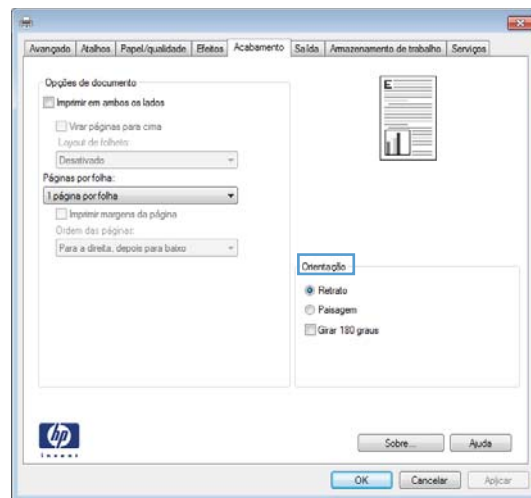 Avançado Atalhos Papel/qualidade Efeitos Acabamento Saída Armazenamento de trabalho Serviços
Opções de documento
Imprimir em ambos os lados
Virar páginas para cima
Layout de folheto:
Desativado
Páginas por folha:
1 página por folha
Imprimir margens da página
Ordem das páginas:
Para a direita, depois para baixo
E
Orientação
Retrato
Paisagem
Girar 180 graus
hp
invent
Sobre... Ajuda
OK Cancelar Aplicar